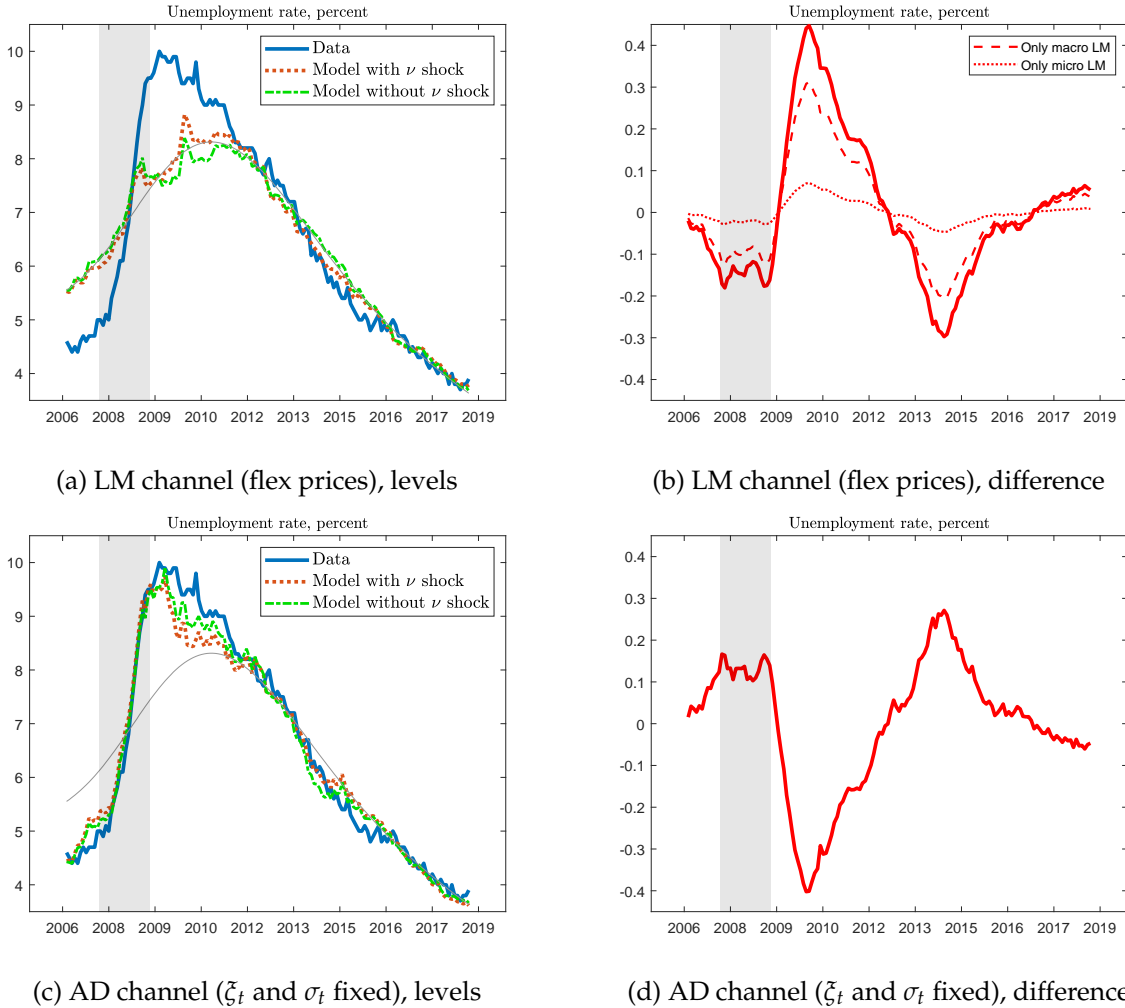 Unemployment rate, percent
10
9
8
7
6
5
4
Data
Model with ν shock
Model without ν shock
2006 2008 2009 2010 2012 2013 2015 2016 2017 2019
(a) LM channel (flex prices), levels
Unemployment rate, percent
0.4
0.3
0.2
0.1
0
-0.1
-0.2
-0.3
-0.4
Only macro LM
Only micro LM
2006 2008 2009 2010 2012 2013 2015 2016 2017 2019
(b) LM channel (flex prices), difference
Unemployment rate, percent
10
9
8
7
6
5
4
Data
Model with ν shock
Model without ν shock
2006 2008 2009 2010 2012 2013 2015 2016 2017 2019
(c) AD channel (ξ_t and σ_t fixed), levels
Unemployment rate, percent
0.4
0.3
0.2
0.1
0
-0.1
-0.2
-0.3
-0.4
2006 2008 2009 2010 2012 2013 2015 2016 2017 2019
(d) AD channel (ξ_t and σ_t fixed), difference